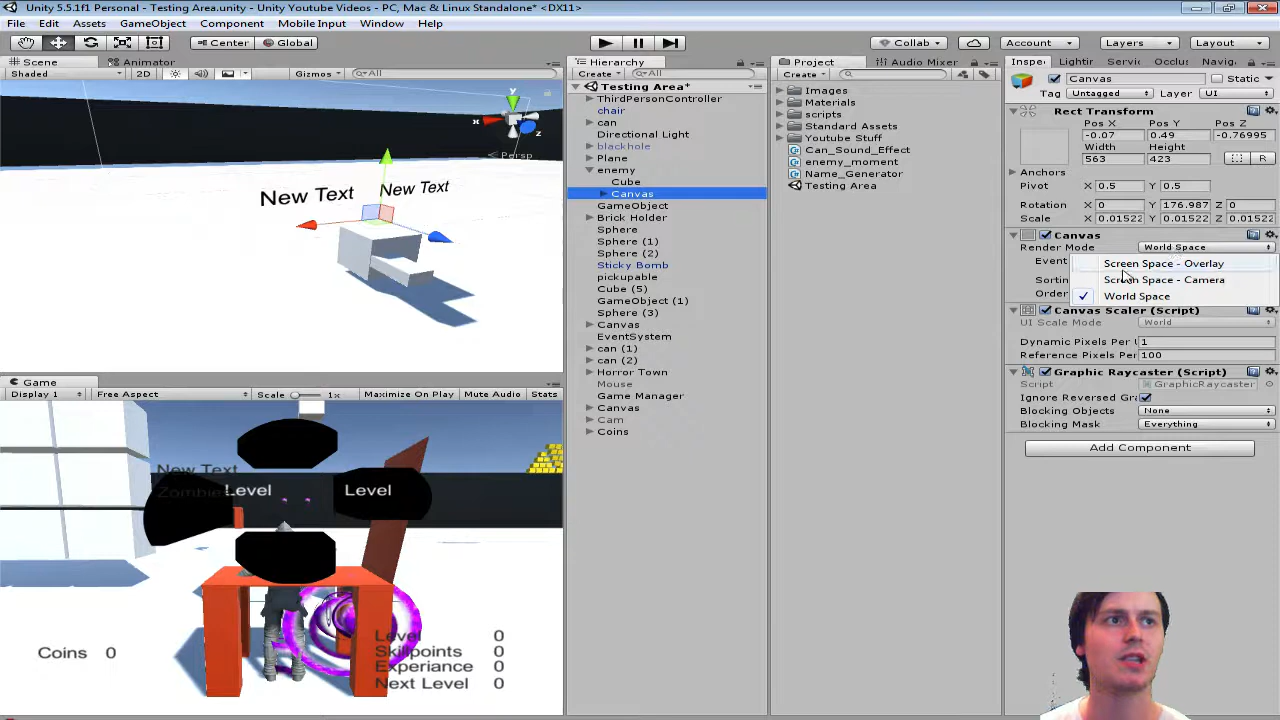 Unity 5.5.1f1 Personal - Testing Area.unity - Unity Youtube Videos - PC, Mac & Linux Standalone* <DX11>
File Edit Assets GameObject Component Mobile Input Window Help
Center Global Collab Account Layers Layout
Scene Animator
Shaded 2D Gizmos All
Persp
x y z
New Text New Text
Game
Display 1 Free Aspect Scale 1x Maximize On Play Mute Audio Stats
New Text
Zombie
Level Level
Coins 0
Level 0
Skillpoints 0
Experiance 0
Next Level 0
Hierarchy
Create All
Testing Area*
ThirdPersonController
chair
can
Directional Light
blackhole
Plane
enemy
Cube
Canvas
GameObject
Brick Holder
Sphere
Sphere (1)
Sphere (2)
Sticky Bomb
pickupable
Cube (5)
GameObject (1)
Sphere (3)
Canvas
EventSystem
can (1)
can (2)
Horror Town
Mouse
Game Manager
Canvas
Cam
Coins
Project Audio Mixer
Create
Images
Materials
scripts
Standard Assets
Youtube Stuff
Can_Sound_Effect
enemy_moment
Name_Generator
Testing Area
Inspec Lightin Servic Occlu Naviga
Canvas Static
Tag Untagged Layer UI
Rect Transform
Pos X Pos Y Pos Z
-0.07 0.49 -0.76995
Width Height
563 423 R
Anchors
Pivot X 0.5 Y 0.5
Rotation X 0 Y 176.987 Z 0
Scale X 0.01522 Y 0.01522 Z 0.01522
Canvas
Render Mode World Space
Event
Screen Space - Overlay
Sorting
Screen Space - Camera
Order
World Space
Canvas Scaler (Script)
UI Scale Mode World
Dynamic Pixels Per U 1
Reference Pixels Per 100
Graphic Raycaster (Script)
Script GraphicRaycaster
Ignore Reversed Gra
Blocking Objects None
Blocking Mask Everything
Add Component